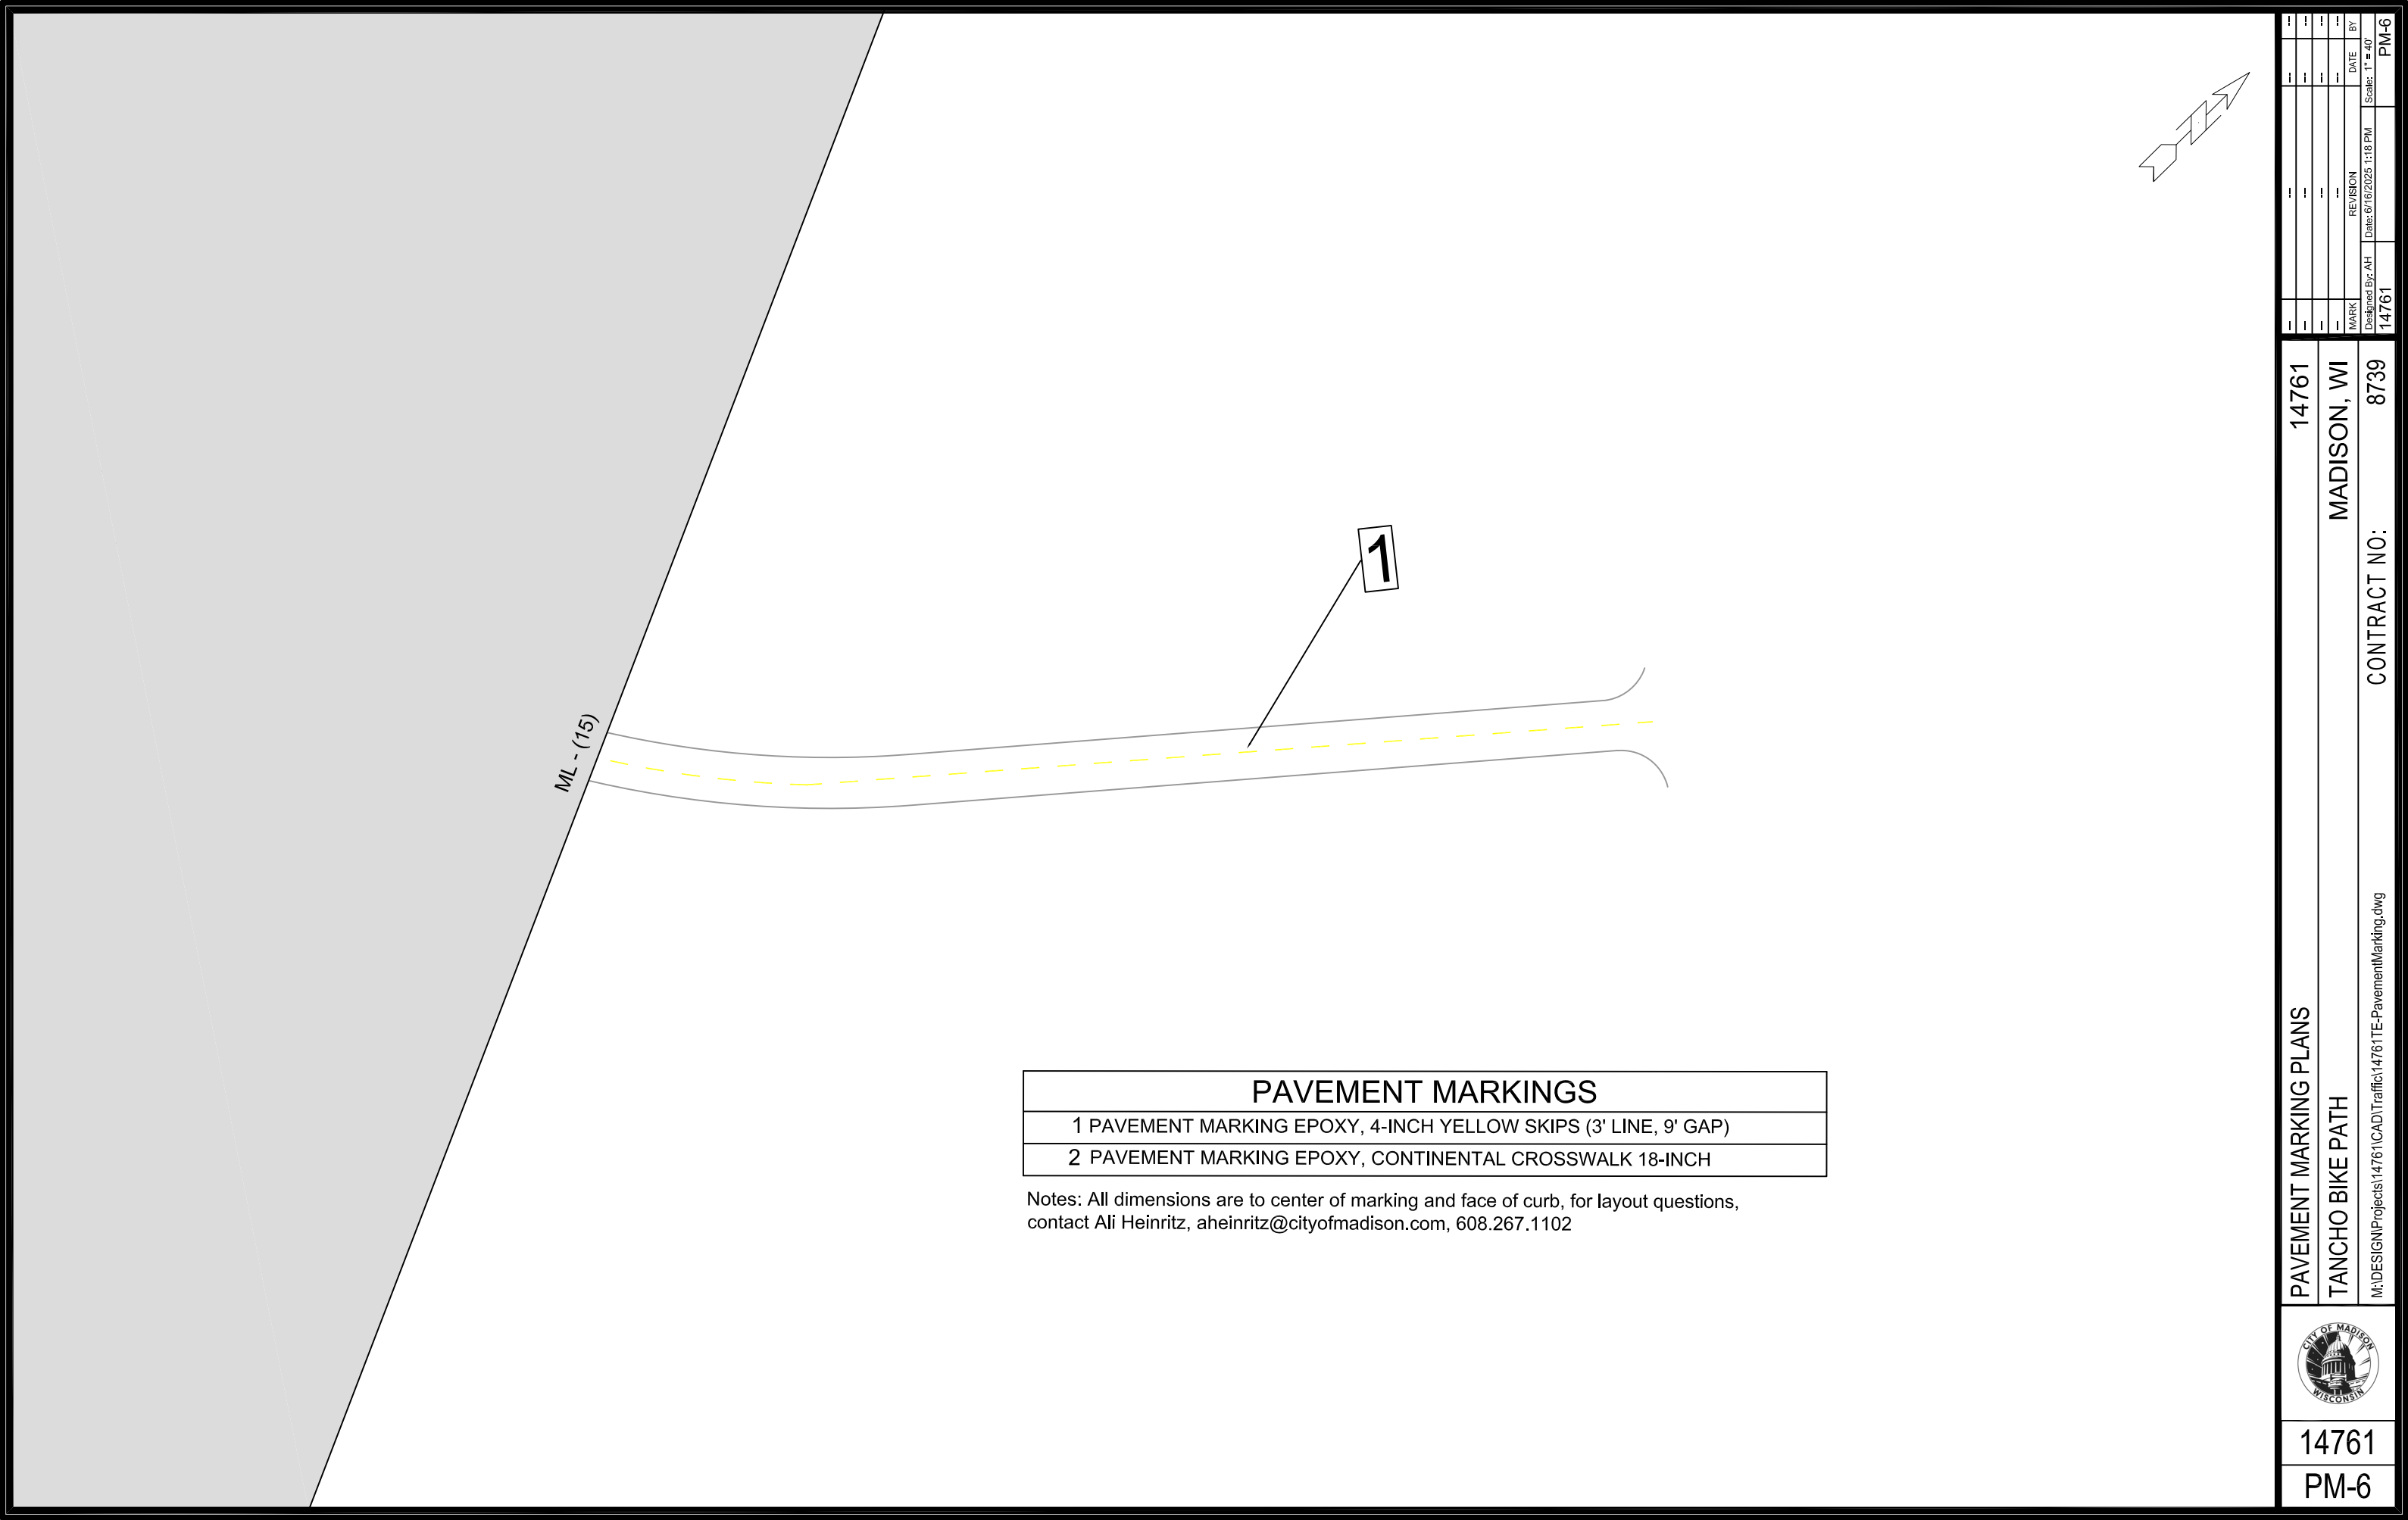 1
ML - (15)
PAVEMENT MARKINGS
1 PAVEMENT MARKING EPOXY, 4-INCH YELLOW SKIPS (3' LINE, 9' GAP)
2 PAVEMENT MARKING EPOXY, CONTINENTAL CROSSWALK 18-INCH
Notes: All dimensions are to center of marking and face of curb, for layout questions,
contact Ali Heinritz, aheinritz@cityofmadison.com, 608.267.1102
MARK REVISION DATE BY
Designed By: AH Date: 6/16/2025 1:18 PM Scale: 1" = 40'
14761 PM-6
PAVEMENT MARKING PLANS 14761
TANCHO BIKE PATH MADISON, WI
M:\DESIGN\Projects\14761\CAD\Traffic\14761TE-PavementMarking.dwg CONTRACT NO: 8739
CITY OF MADISON
WISCONSIN
14761
PM-6